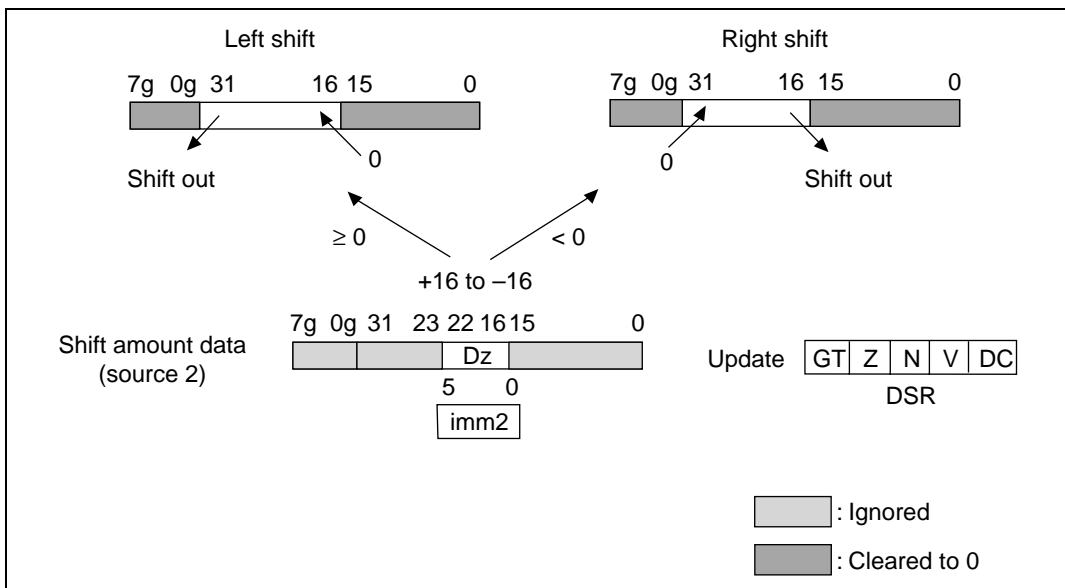 Left shift
Right shift
7g 0g 31 16 15 0
7g 0g 31 16 15 0
0
0
Shift out
Shift out
≥ 0
< 0
+16 to –16
7g 0g 31 23 22 16 15 0
Shift amount data
(source 2)
Dz
Update
GT Z N V DC
5 0
DSR
imm2
: Ignored
: Cleared to 0